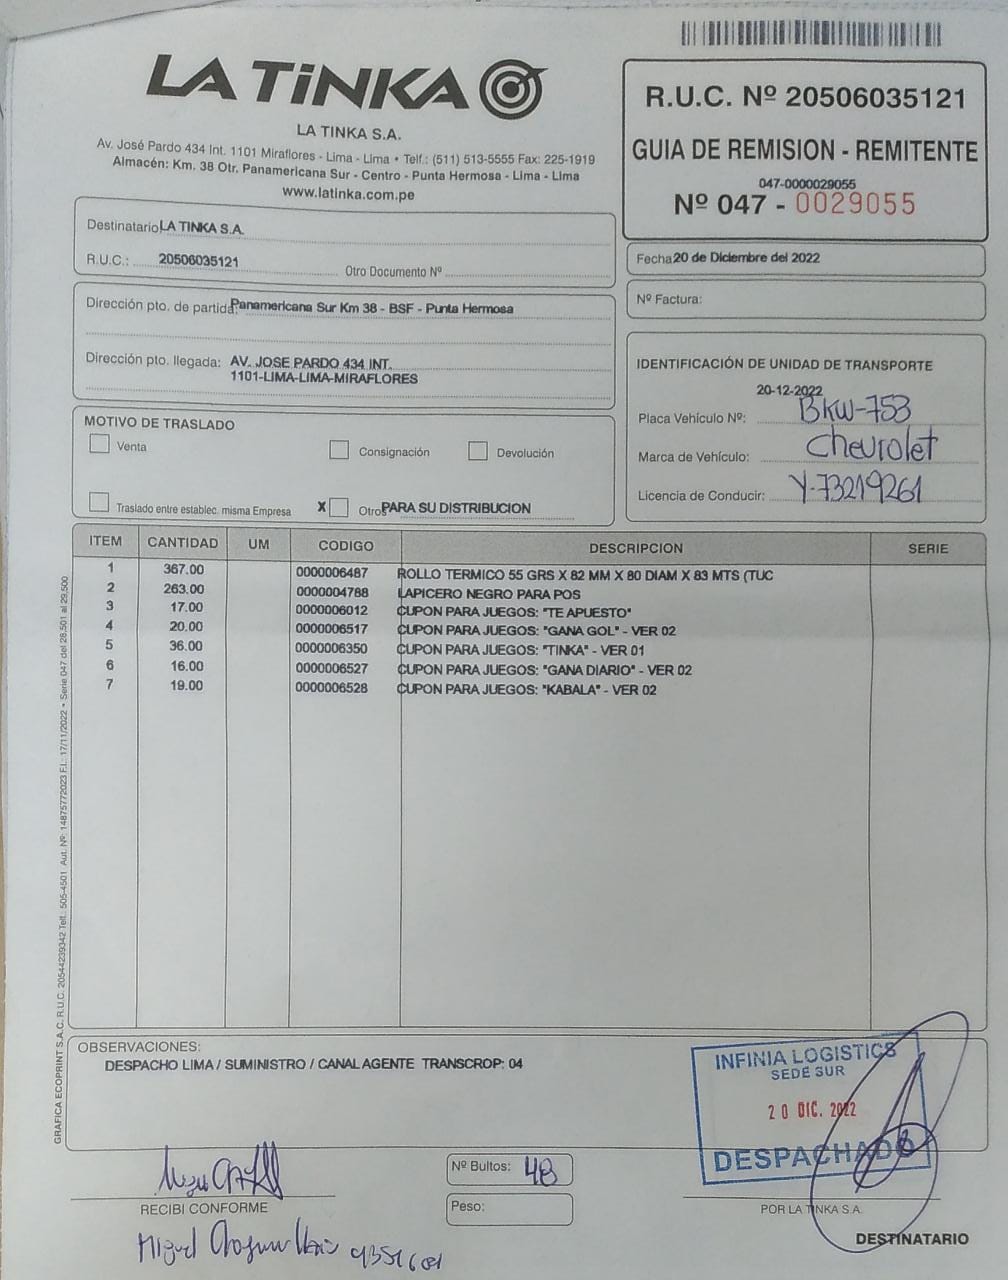 LA TiNKA
LA TINKA S.A.
Av. José Pardo 434 Int. 1101 Miraflores - Lima - Lima • Telf.: (511) 513-5555 Fax: 225-1919
Almacén: Km. 38 Otr. Panamericana Sur - Centro - Punta Hermosa - Lima - Lima
www.latinka.com.pe
R.U.C. Nº 20506035121
GUIA DE REMISION - REMITENTE
047-0000029055
Nº 047 - 0029055
Destinatario LA TINKA S.A.
R.U.C.: 20506035121 Otro Documento Nº
Fecha 20 de Diciembre del 2022
Nº Factura:
Dirección pto. de partida: Panamericana Sur Km 38 - BSF - Punta Hermosa
Dirección pto. llegada: AV. JOSE PARDO 434 INT.
1101-LIMA-LIMA-MIRAFLORES
IDENTIFICACIÓN DE UNIDAD DE TRANSPORTE
20-12-2022
Placa Vehículo Nº: BKW-753
Marca de Vehículo: Chevrolet
Licencia de Conducir: Y-73219261
MOTIVO DE TRASLADO
Venta Consignación Devolución
Traslado entre establec. misma Empresa X Otros PARA SU DISTRIBUCION
ITEM CANTIDAD UM CODIGO DESCRIPCION SERIE
1 367.00 0000006487 ROLLO TERMICO 55 GRS X 82 MM X 80 DIAM X 83 MTS (TUC
2 263.00 0000004788 LAPICERO NEGRO PARA POS
3 17.00 0000006012 CUPON PARA JUEGOS: "TE APUESTO"
4 20.00 0000006517 CUPON PARA JUEGOS: "GANA GOL" - VER 02
5 36.00 0000006350 CUPON PARA JUEGOS: "TINKA" - VER 01
6 16.00 0000006527 CUPON PARA JUEGOS: "GANA DIARIO" - VER 02
7 19.00 0000006528 CUPON PARA JUEGOS: "KABALA" - VER 02
GRAFICA ECOPRINT S.A.C. R.U.C. 20544239342 Telf.: 505-4501 Aut. Nº: 14875772023 F.I.: 17/11/2022 • Serie 047 del 28,501 al 29,500
OBSERVACIONES:
DESPACHO LIMA / SUMINISTRO / CANAL AGENTE TRANSCROP: 04
INFINIA LOGISTICS
SEDE SUR
20 DIC. 2022
DESPACHADO
RECIBI CONFORME
Nº Bultos: 48
Peso:
POR LA TINKA S.A.
Miguel
DESTINATARIO